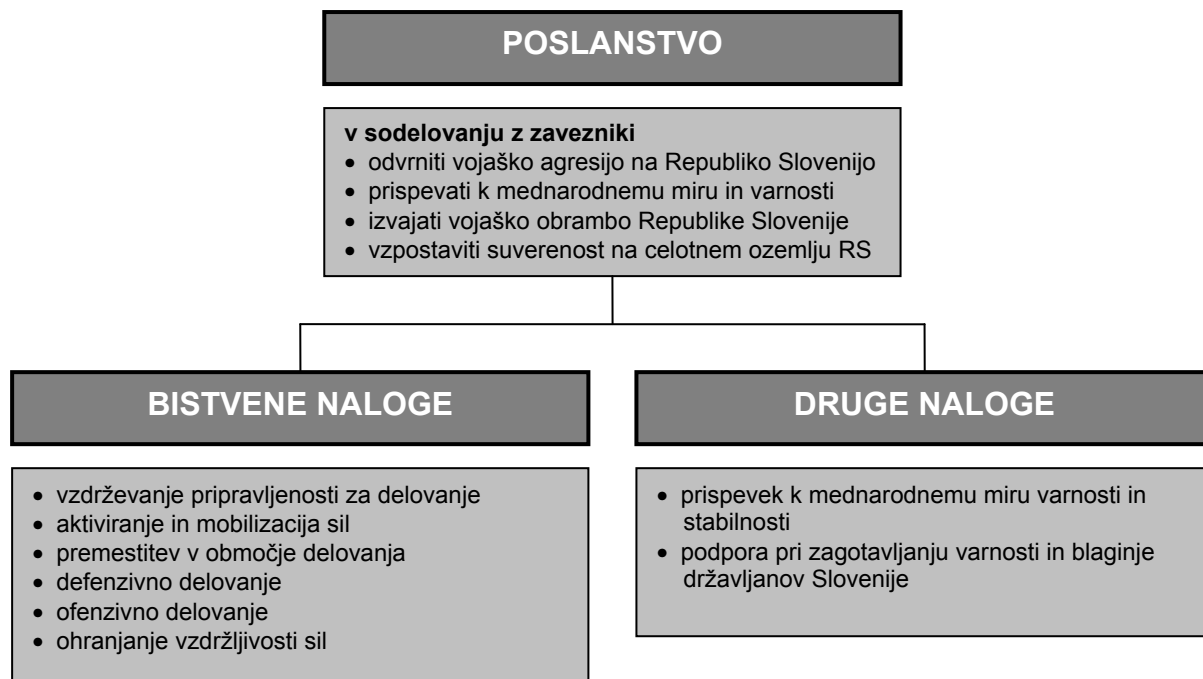 POSLANSTVO
v sodelovanju z zavezniki
• odvrniti vojaško agresijo na Republiko Slovenijo
• prispevati k mednarodnemu miru in varnosti
• izvajati vojaško obrambo Republike Slovenije
• vzpostaviti suverenost na celotnem ozemlju RS
BISTVENE NALOGE
• vzdrževanje pripravljenosti za delovanje
• aktiviranje in mobilizacija sil
• premestitev v območje delovanja
• defenzivno delovanje
• ofenzivno delovanje
• ohranjanje vzdržljivosti sil
DRUGE NALOGE
• prispevek k mednarodnemu miru varnosti in
stabilnosti
• podpora pri zagotavljanju varnosti in blaginje
državljanov Slovenije